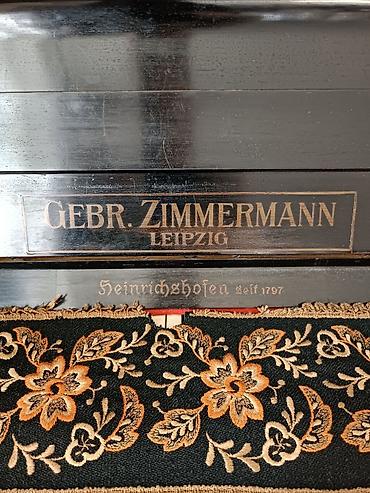 GEBR. ZIMMERMANN
LEIPZIG
Heinrichshofen Seit 1797